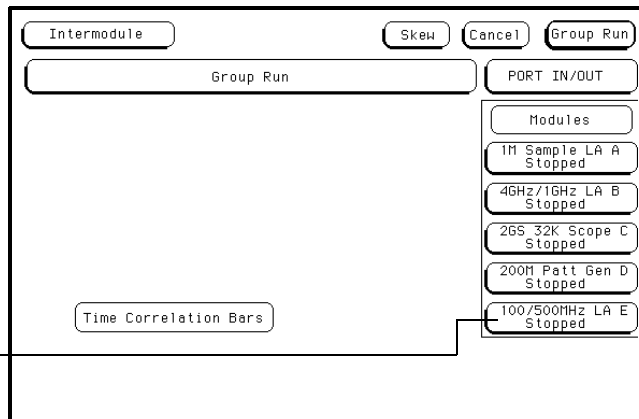 Intermodule
Skew
Cancel
Group Run
Group Run
PORT IN/OUT
Modules
1M Sample LA A
Stopped
4GHz/1GHz LA B
Stopped
2GS 32K Scope C
Stopped
200M Patt Gen D
Stopped
100/500MHz LA E
Stopped
Time Correlation Bars